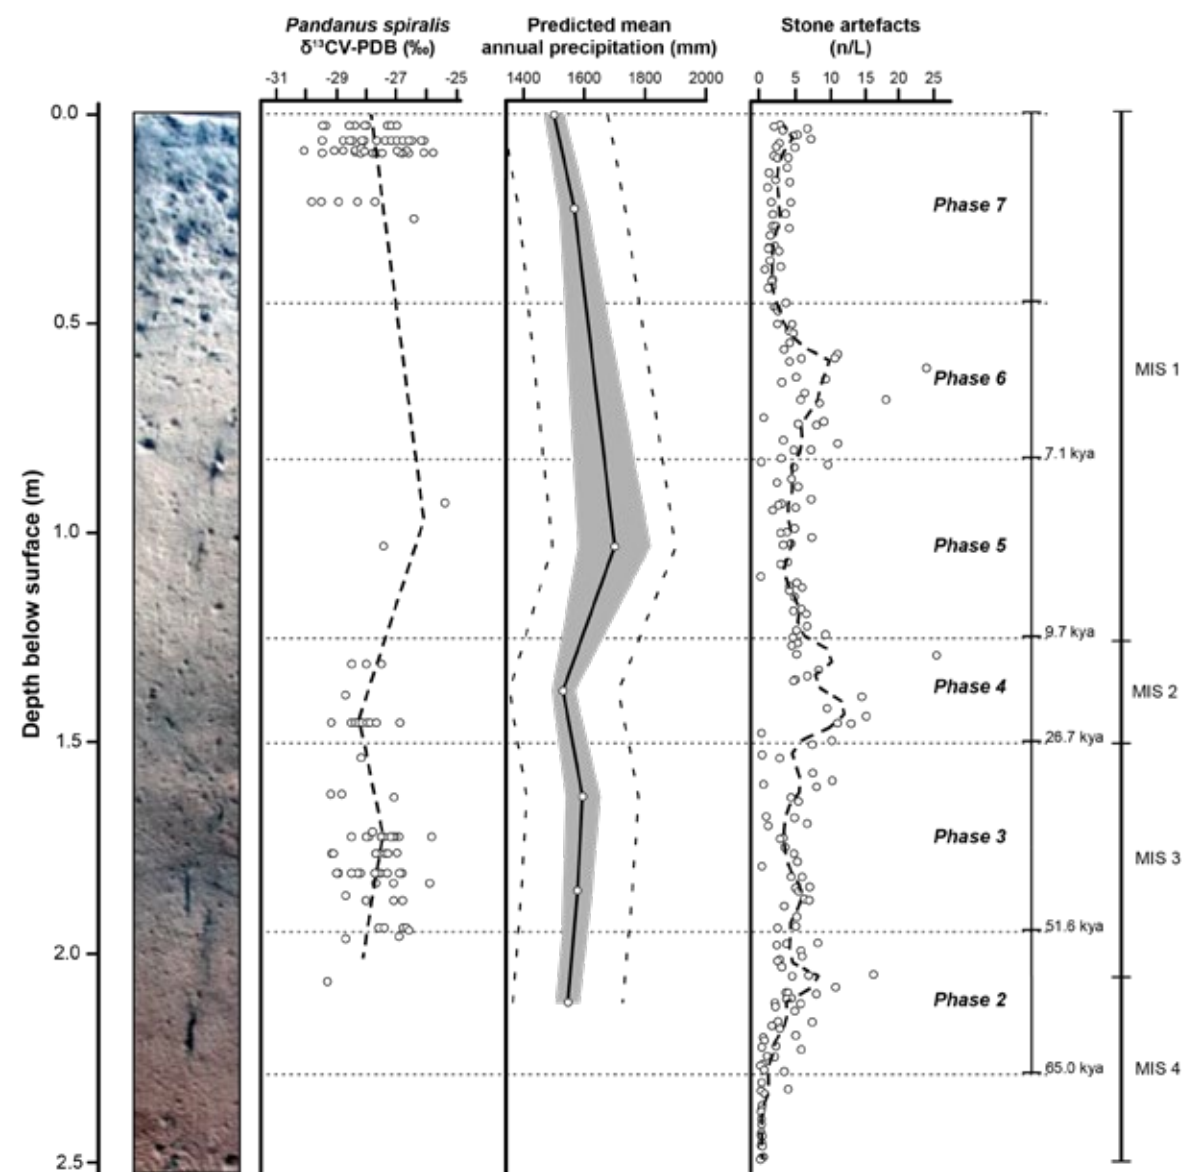 Pandanus spiralis
δ¹³CV-PDB (‰)
Predicted mean
annual precipitation (mm)
Stone artefacts
(n/L)
-31 -29 -27 -25
1400 1600 1800 2000
0 5 10 15 20 25
Depth below surface (m)
0.0
Phase 7
0.5
MIS 1
Phase 6
7.1 kya
1.0
Phase 5
9.7 kya
Phase 4
MIS 2
1.5
26.7 kya
Phase 3
MIS 3
51.6 kya
2.0
Phase 2
65.0 kya
MIS 4
2.5